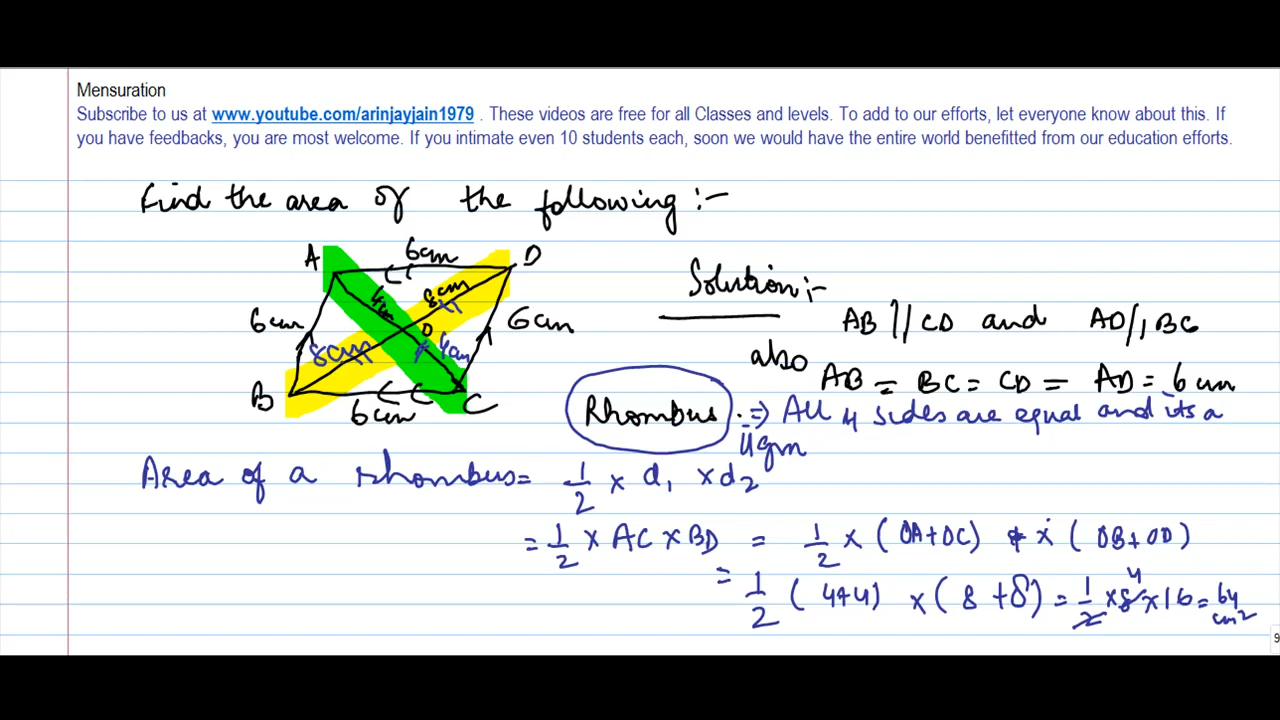 Mensuration
Subscribe to us at www.youtube.com/arinjayjain1979 . These videos are free for all Classes and levels. To add to our efforts, let everyone know about this. If
you have feedbacks, you are most welcome. If you intimate even 10 students each, soon we would have the entire world benefitted from our education efforts.
Find the area of the following :-
A 6cm D
6cm 4cm 8cm O 6cm
8cm 4cm
B 6cm C
Solution :-
AB // CD and AD // BC
also AB = BC = CD = AD = 6 cm
Rhombus . => All 4 sides are equal and its a
||gm
Area of a rhombus = 1/2 x d1 x d2
= 1/2 x AC x BD = 1/2 x (OA+OC) x (OB+OD)
= 1/2 (4+4) x (8+8) = 1/2 x 8 4 x 16 = 64 cm2
9